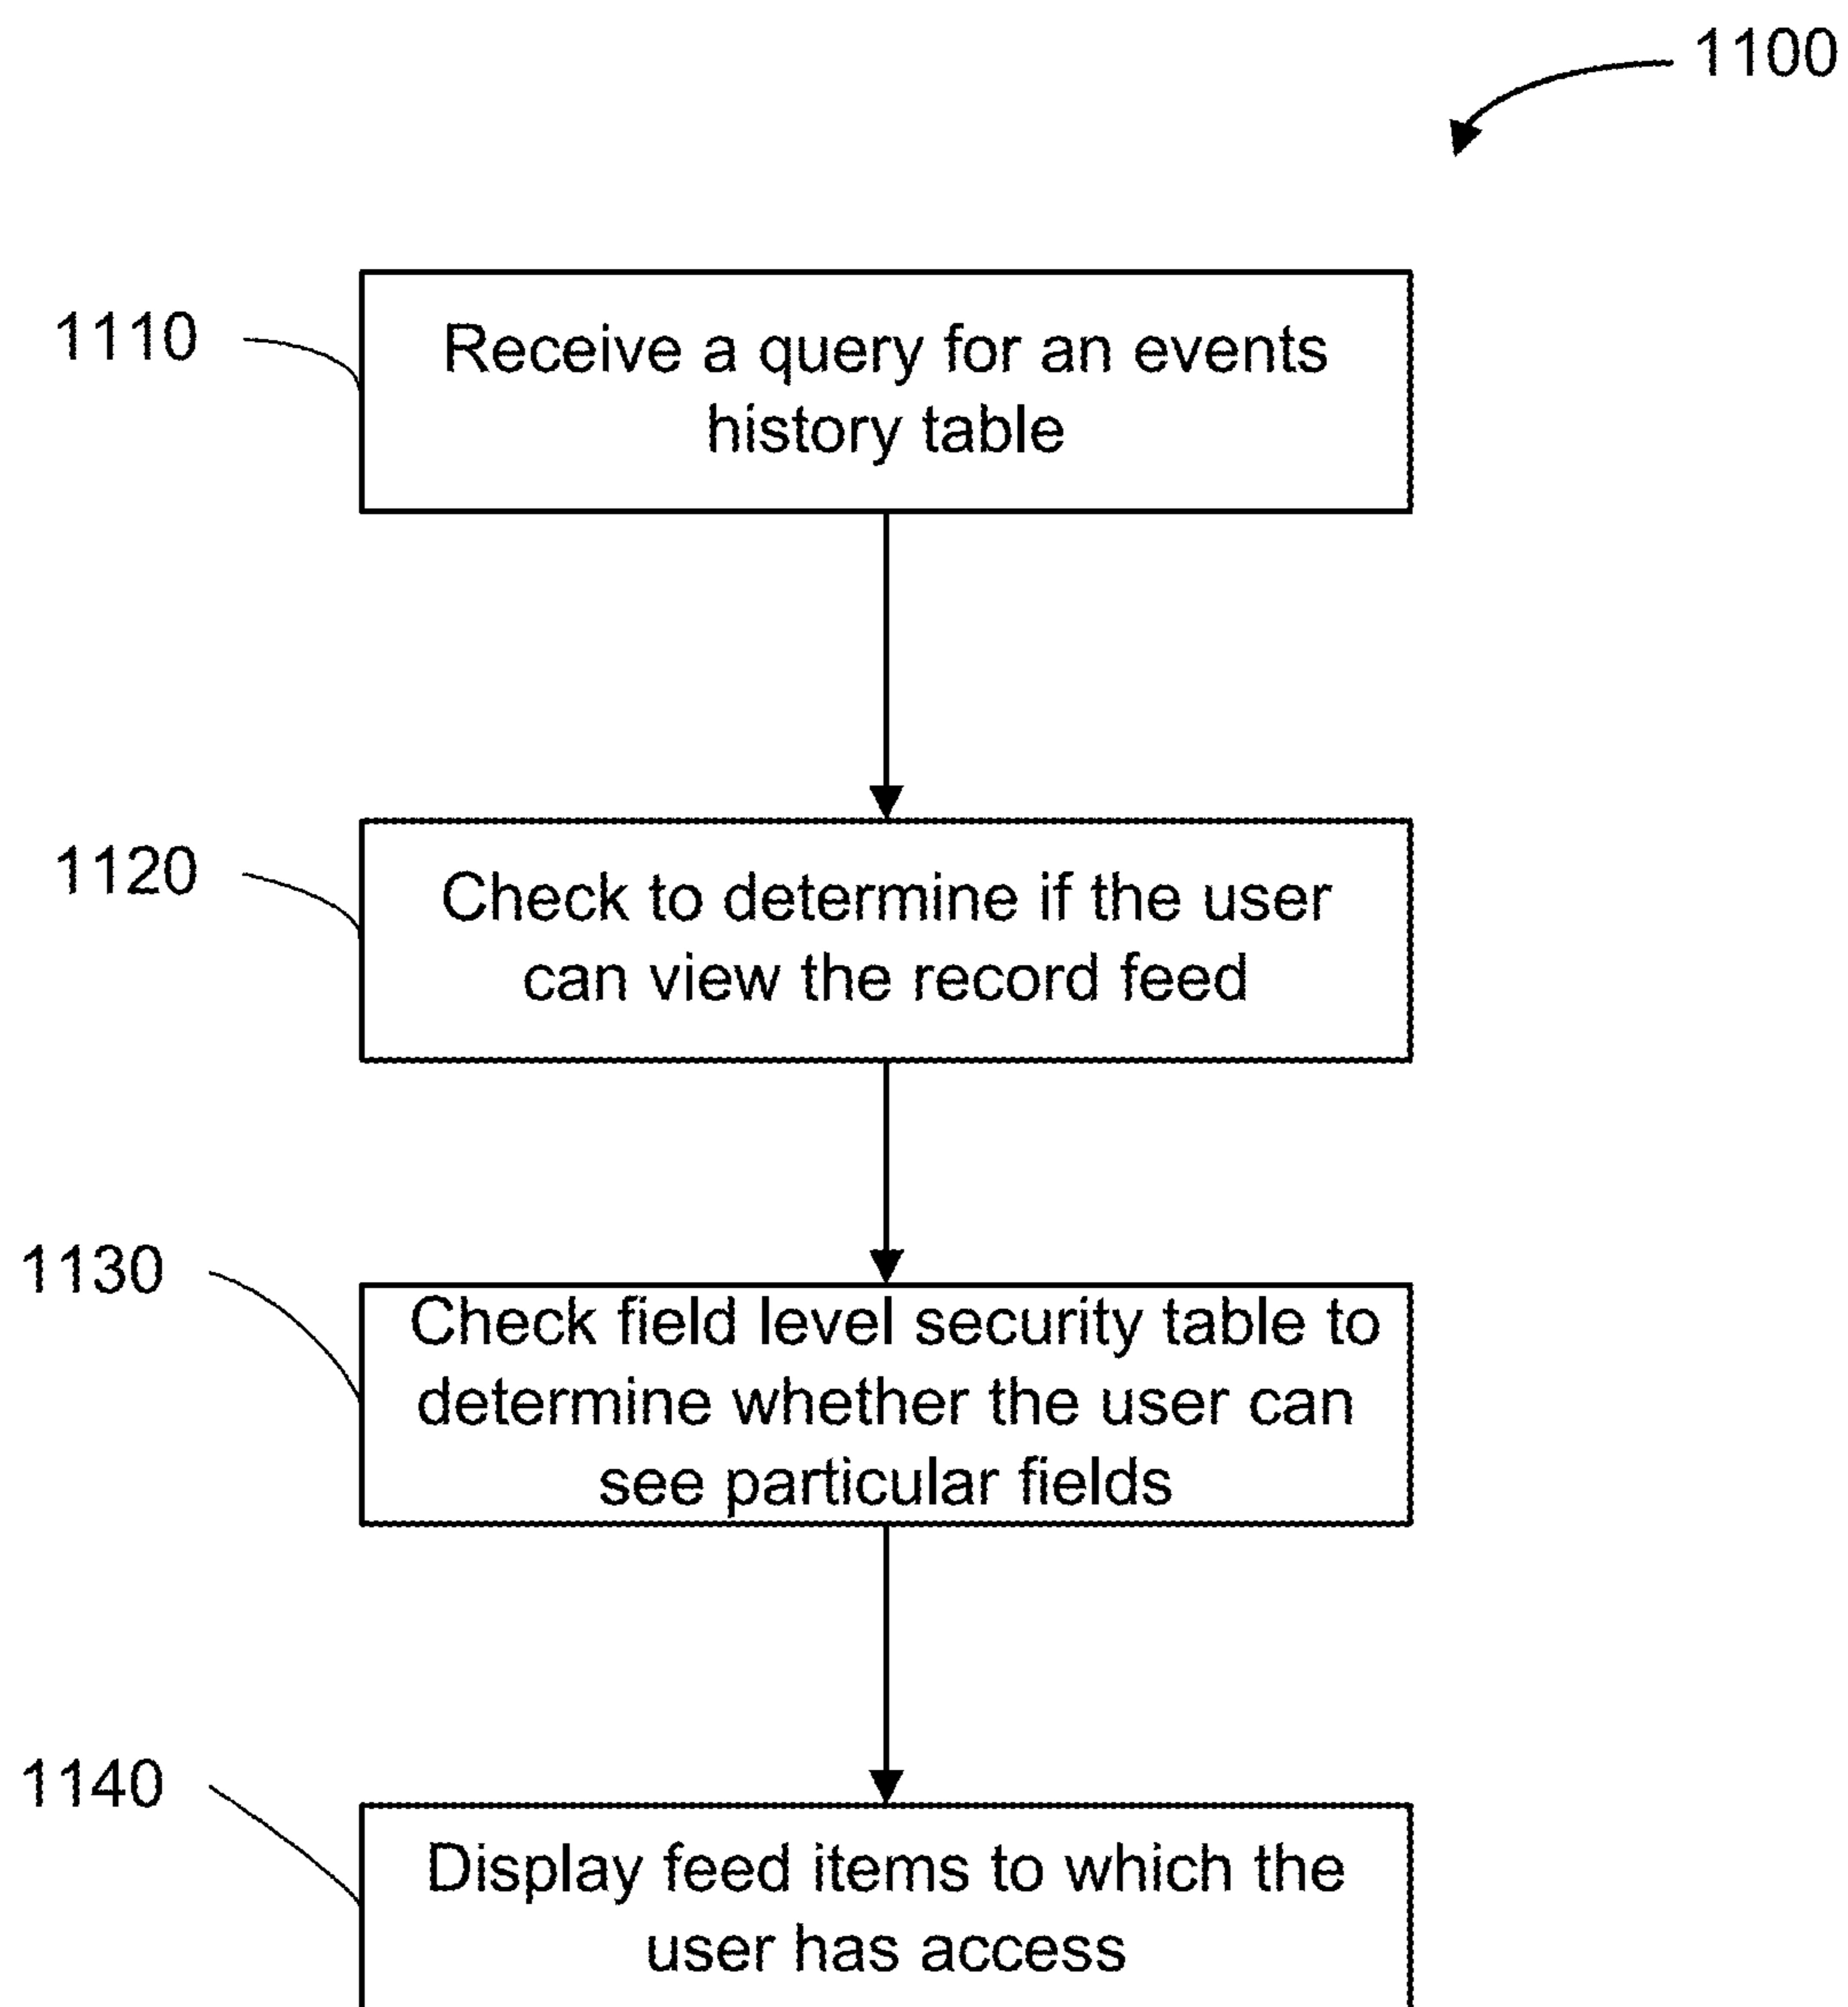 1100
1110
Receive a query for an events
history table
1120
Check to determine if the user
can view the record feed
1130
Check field level security table to
determine whether the user can
see particular fields
1140
Display feed items to which the
user has access